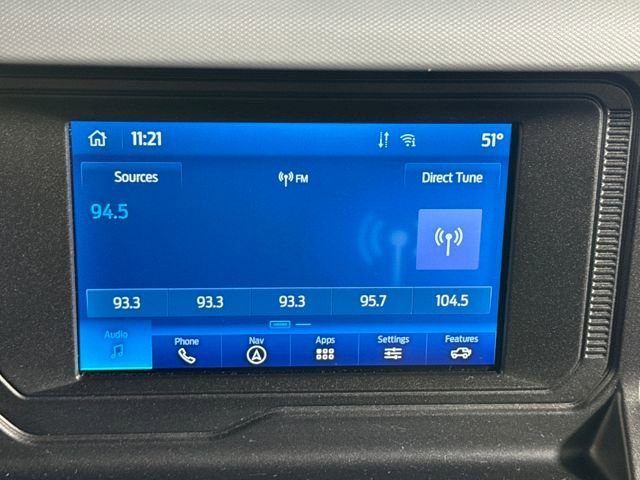 11:21 51°
Sources FM Direct Tune
94.5
93.3 93.3 93.3 95.7 104.5
Audio Phone Nav Apps Settings Features